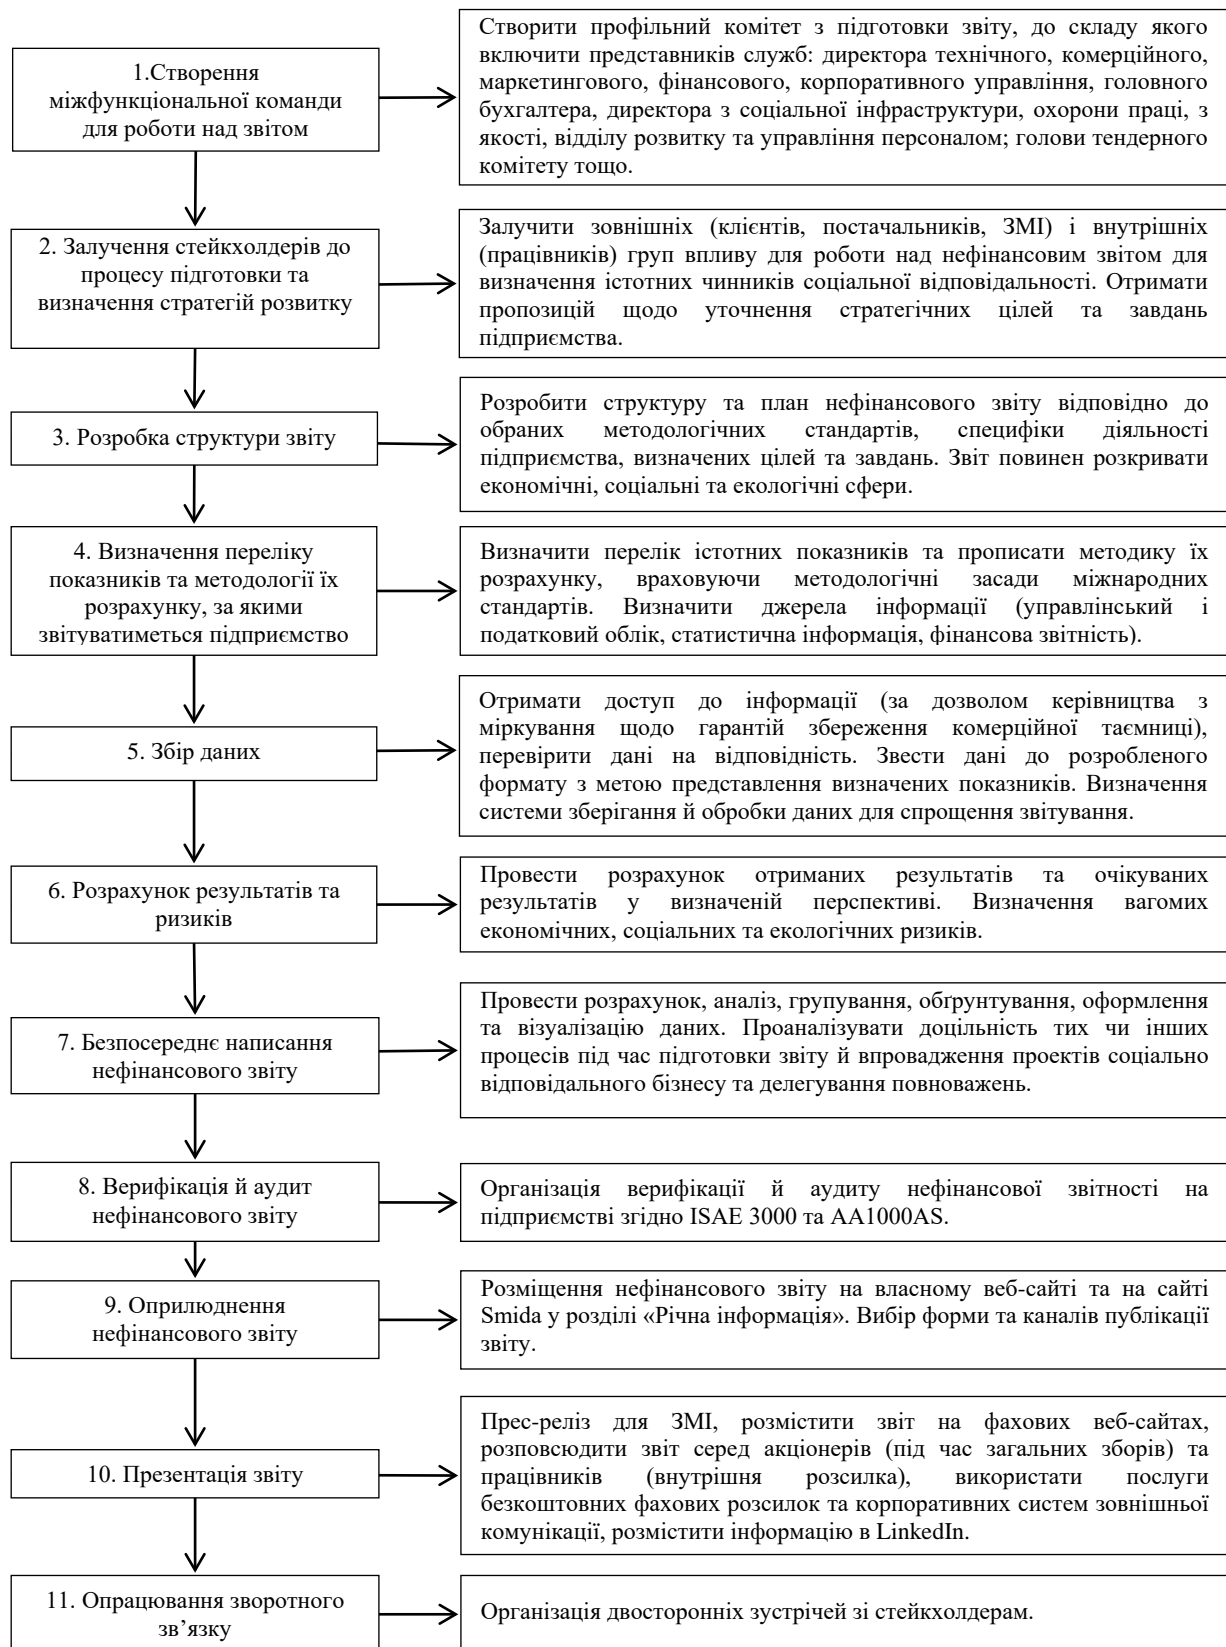 1.Створення
міжфункціональної команди
для роботи над звітом
Створити профільний комітет з підготовки звіту, до складу якого
включити представників служб: директора технічного, комерційного,
маркетингового, фінансового, корпоративного управління, головного
бухгалтера, директора з соціальної інфраструктури, охорони праці, з
якості, відділу розвитку та управління персоналом; голови тендерного
комітету тощо.
2. Залучення стейкхолдерів до
процесу підготовки та
визначення стратегій розвитку
Залучити зовнішніх (клієнтів, постачальників, ЗМІ) і внутрішніх
(працівників) груп впливу для роботи над нефінансовим звітом для
визначення істотних чинників соціальної відповідальності. Отримати
пропозицій щодо уточнення стратегічних цілей та завдань
підприємства.
3. Розробка структури звіту
Розробити структуру та план нефінансового звіту відповідно до
обраних методологічних стандартів, специфіки діяльності
підприємства, визначених цілей та завдань. Звіт повинен розкривати
економічні, соціальні та екологічні сфери.
4. Визначення переліку
показників та методології їх
розрахунку, за якими
звітуватиметься підприємство
Визначити перелік істотних показників та прописати методику їх
розрахунку, враховуючи методологічні засади міжнародних
стандартів. Визначити джерела інформації (управлінський і
податковий облік, статистична інформація, фінансова звітність).
5. Збір даних
Отримати доступ до інформації (за дозволом керівництва з
міркування щодо гарантій збереження комерційної таємниці),
перевірити дані на відповідність. Звести дані до розробленого
формату з метою представлення визначених показників. Визначення
системи зберігання й обробки даних для спрощення звітування.
6. Розрахунок результатів та
ризиків
Провести розрахунок отриманих результатів та очікуваних
результатів у визначеній перспективі. Визначення вагомих
економічних, соціальних та екологічних ризиків.
7. Безпосереднє написання
нефінансового звіту
Провести розрахунок, аналіз, групування, обґрунтування, оформлення
та візуалізацію даних. Проаналізувати доцільність тих чи інших
процесів під час підготовки звіту й впровадження проектів соціально
відповідального бізнесу та делегування повноважень.
8. Верифікація й аудит
нефінансового звіту
Організація верифікації й аудиту нефінансової звітності на
підприємстві згідно ISAE 3000 та AA1000AS.
9. Оприлюднення
нефінансового звіту
Розміщення нефінансового звіту на власному веб-сайті та на сайті
Smida у розділі «Річна інформація». Вибір форми та каналів публікації
звіту.
10. Презентація звіту
Прес-реліз для ЗМІ, розмістити звіт на фахових веб-сайтах,
розповсюдити звіт серед акціонерів (під час загальних зборів) та
працівників (внутрішня розсилка), використати послуги
безкоштовних фахових розсилок та корпоративних систем зовнішньої
комунікації, розмістити інформацію в LinkedIn.
11. Опрацювання зворотного
зв’язку
Організація двосторонніх зустрічей зі стейкхолдерам.